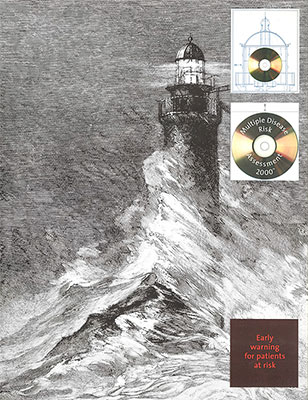 Multiple Disease
Risk
Assessment
2000
Early
warning
for patients
at risk